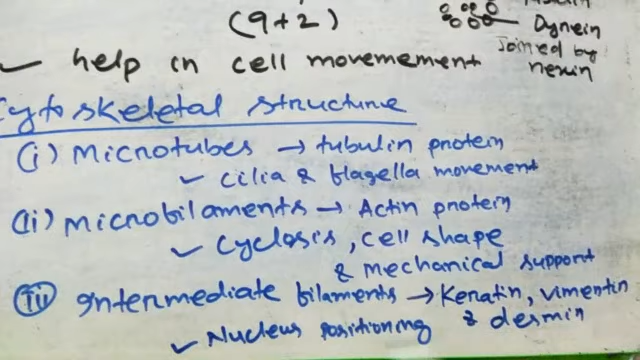 (9+2)
Dynein
joined by
nexin
✓ help in cell movemement
Cytoskeletal structure
(i) Microtubes → tubulin protein
✓ cilia & flagella movement
(ii) Microfilaments → Actin protein
✓ Cyclosis, cell shape
& mechanical support
(iii) Intermediate filaments → Keratin, vimentin
& desmin
✓ Nucleus positioning